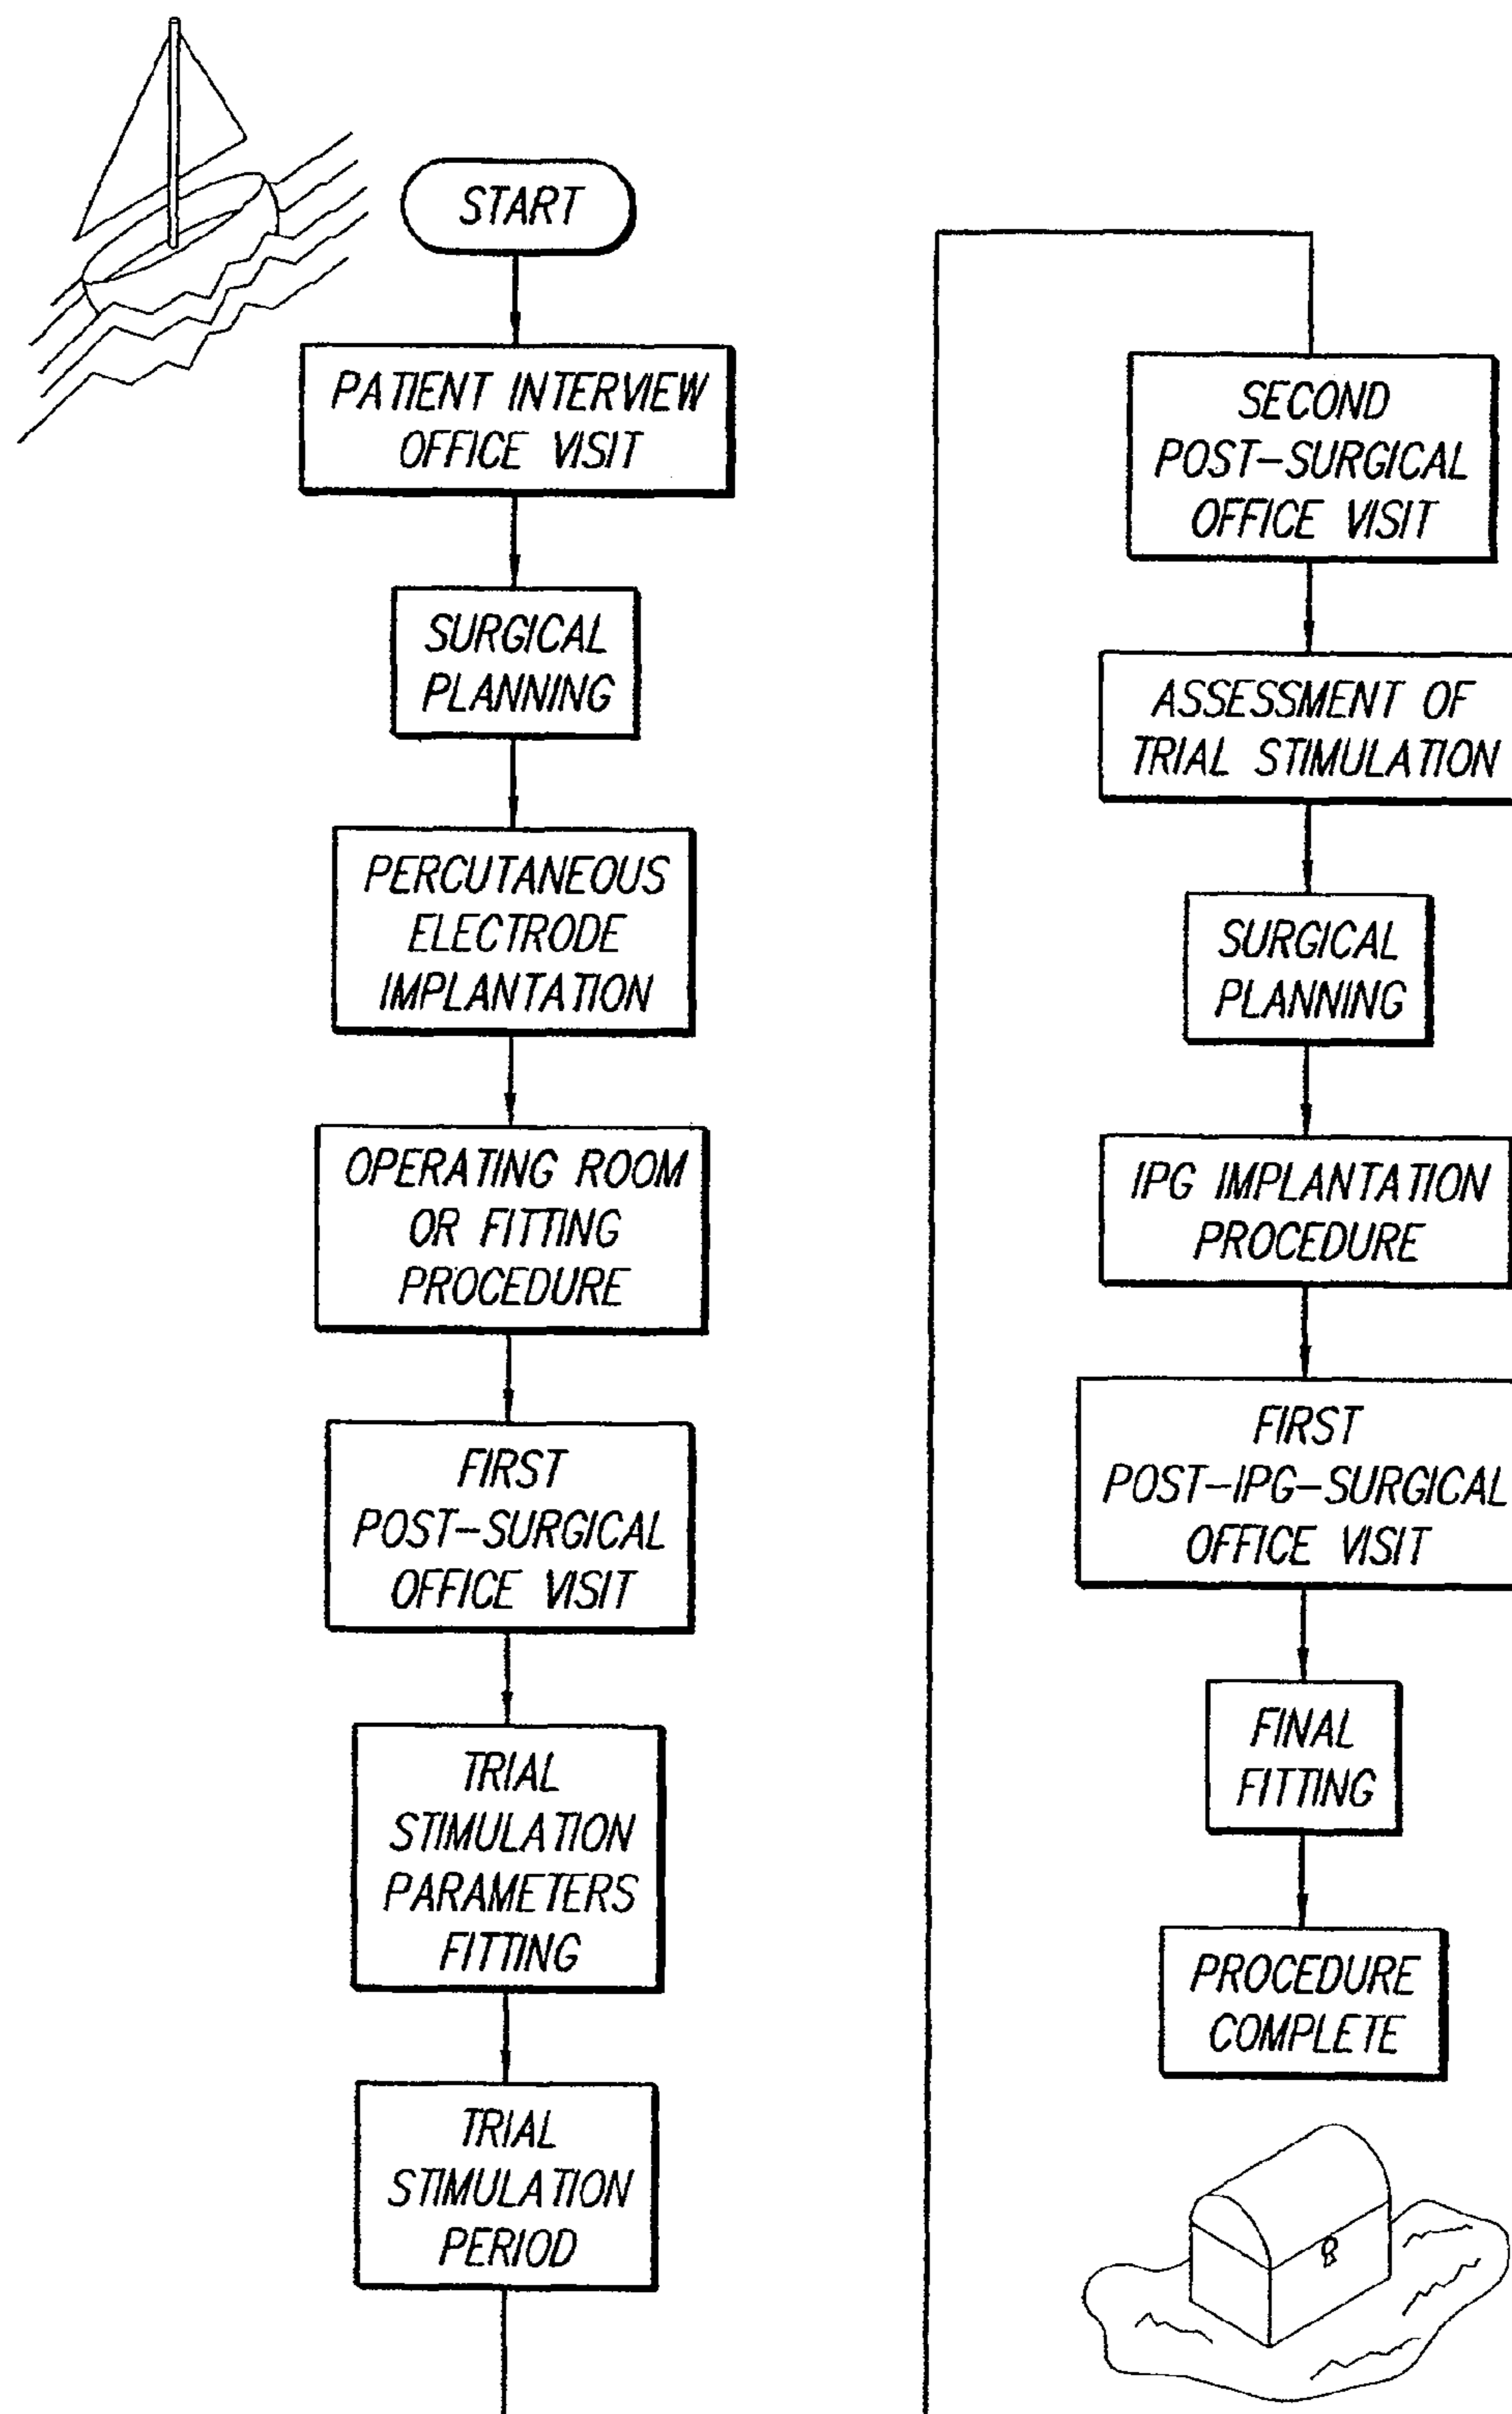 START
PATIENT INTERVIEW
OFFICE VISIT
SURGICAL
PLANNING
PERCUTANEOUS
ELECTRODE
IMPLANTATION
OPERATING ROOM
OR FITTING
PROCEDURE
FIRST
POST-SURGICAL
OFFICE VISIT
TRIAL
STIMULATION
PARAMETERS
FITTING
TRIAL
STIMULATION
PERIOD
SECOND
POST-SURGICAL
OFFICE VISIT
ASSESSMENT OF
TRIAL STIMULATION
SURGICAL
PLANNING
IPG IMPLANTATION
PROCEDURE
FIRST
POST-IPG-SURGICAL
OFFICE VISIT
FINAL
FITTING
PROCEDURE
COMPLETE